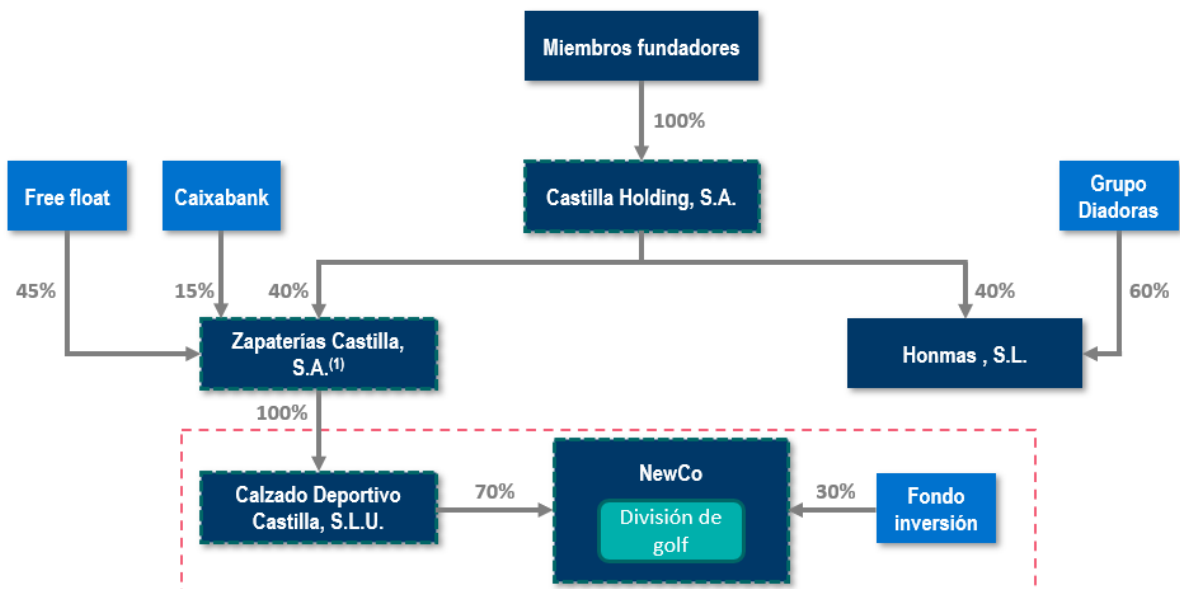 Miembros fundadores
100%
Free float
Caixabank
Castilla Holding, S.A.
Grupo
Diadoras
45%
15%
40%
40%
60%
Zapaterías Castilla,
S.A.(1)
Honmas , S.L.
100%
Calzado Deportivo
Castilla, S.L.U.
70%
NewCo
División de
golf
30%
Fondo
inversión